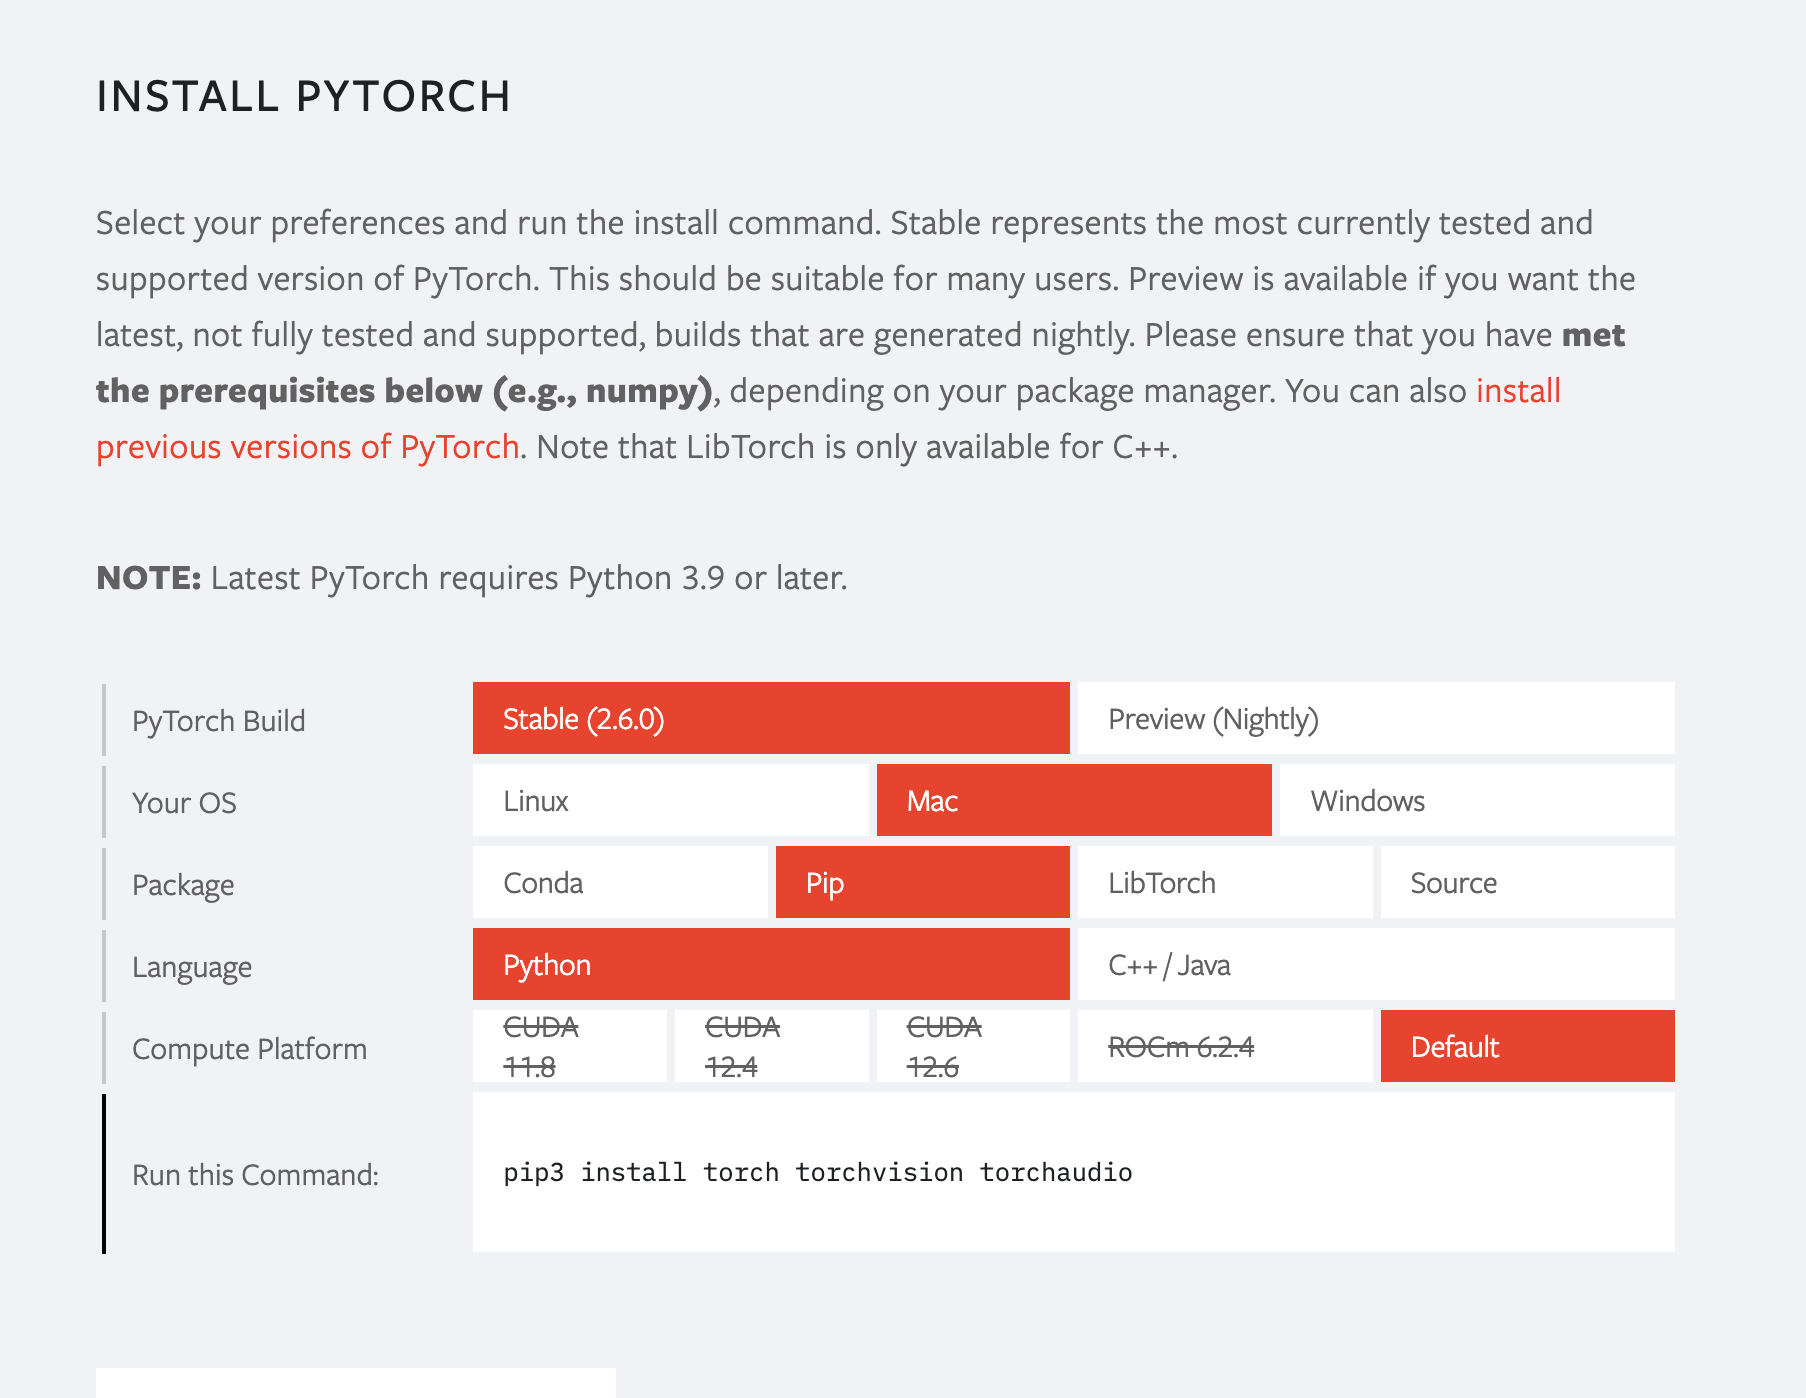 INSTALL PYTORCH
Select your preferences and run the install command. Stable represents the most currently tested and
supported version of PyTorch. This should be suitable for many users. Preview is available if you want the
latest, not fully tested and supported, builds that are generated nightly. Please ensure that you have met
the prerequisites below (e.g., numpy), depending on your package manager. You can also install
previous versions of PyTorch. Note that LibTorch is only available for C++.
NOTE: Latest PyTorch requires Python 3.9 or later.
PyTorch Build
Stable (2.6.0)
Preview (Nightly)
Your OS
Linux
Mac
Windows
Package
Conda
Pip
LibTorch
Source
Language
Python
C++ / Java
Compute Platform
CUDA
11.8
CUDA
12.4
CUDA
12.6
ROCm 6.2.4
Default
Run this Command:
pip3 install torch torchvision torchaudio